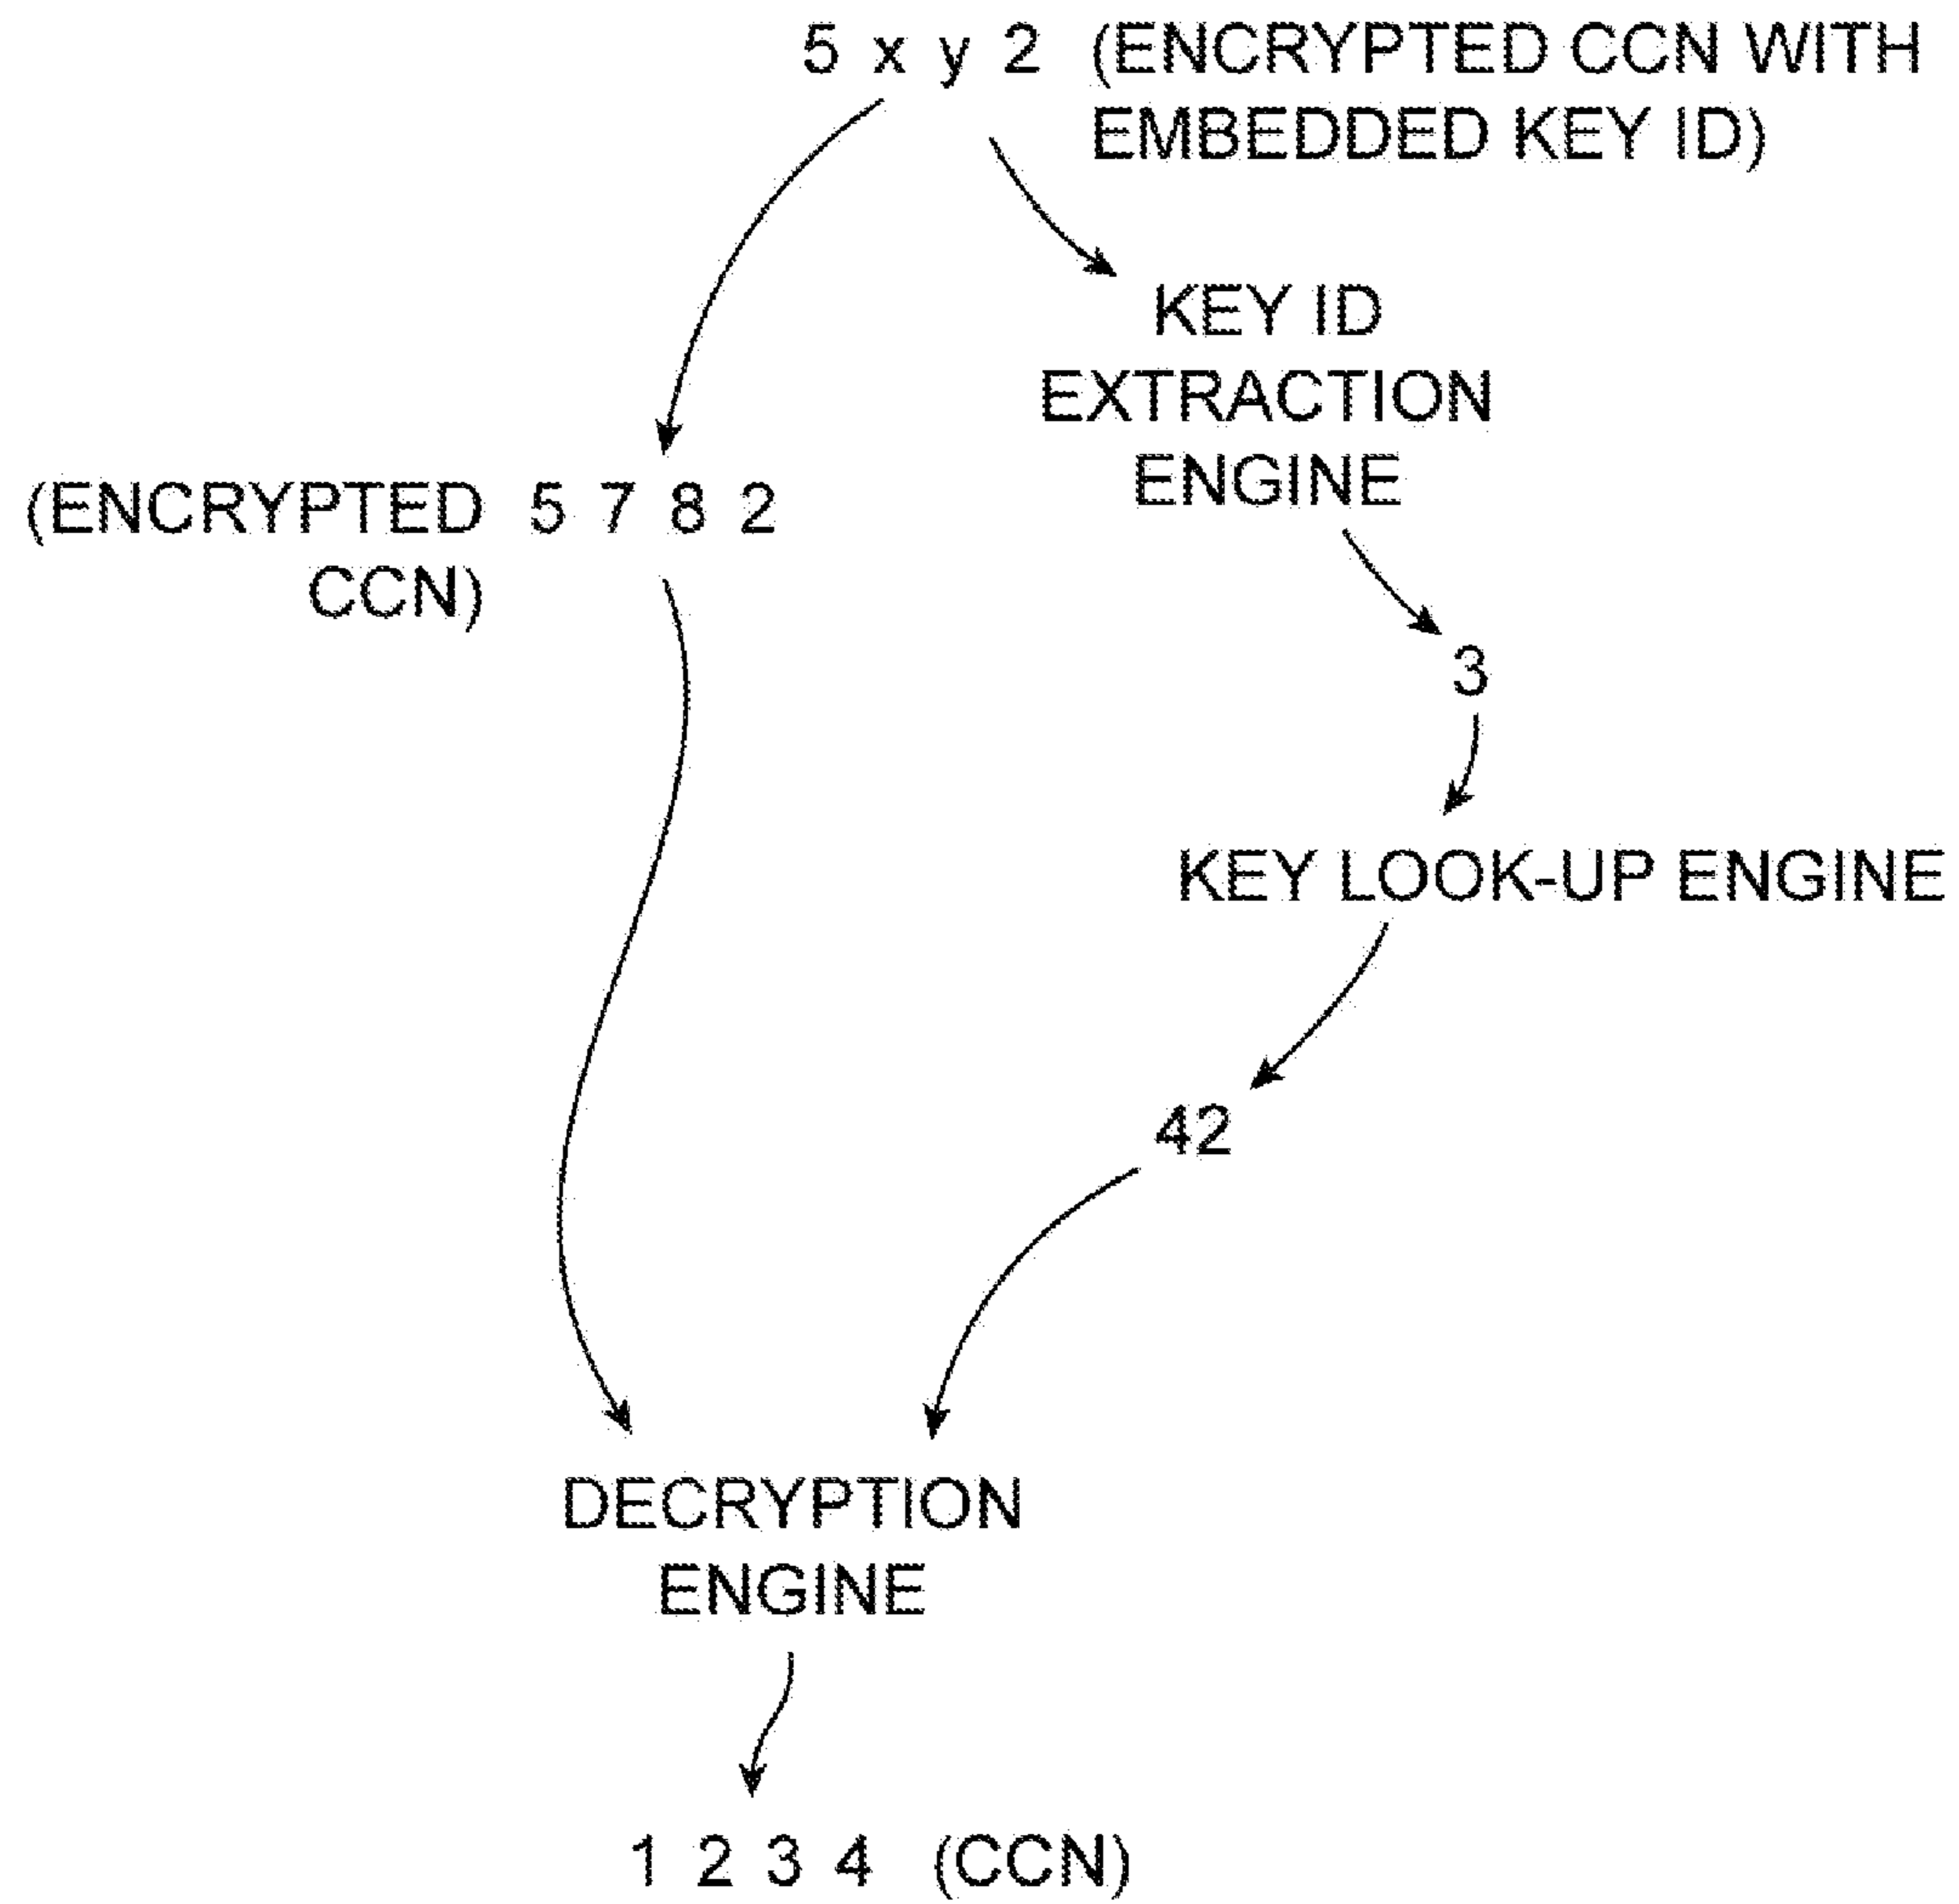 5 x y 2 (ENCRYPTED CCN WITH
EMBEDDED KEY ID)
KEY ID
EXTRACTION
ENGINE
(ENCRYPTED 5 7 8 2
CCN)
3
KEY LOOK-UP ENGINE
42
DECRYPTION
ENGINE
1 2 3 4 (CCN)